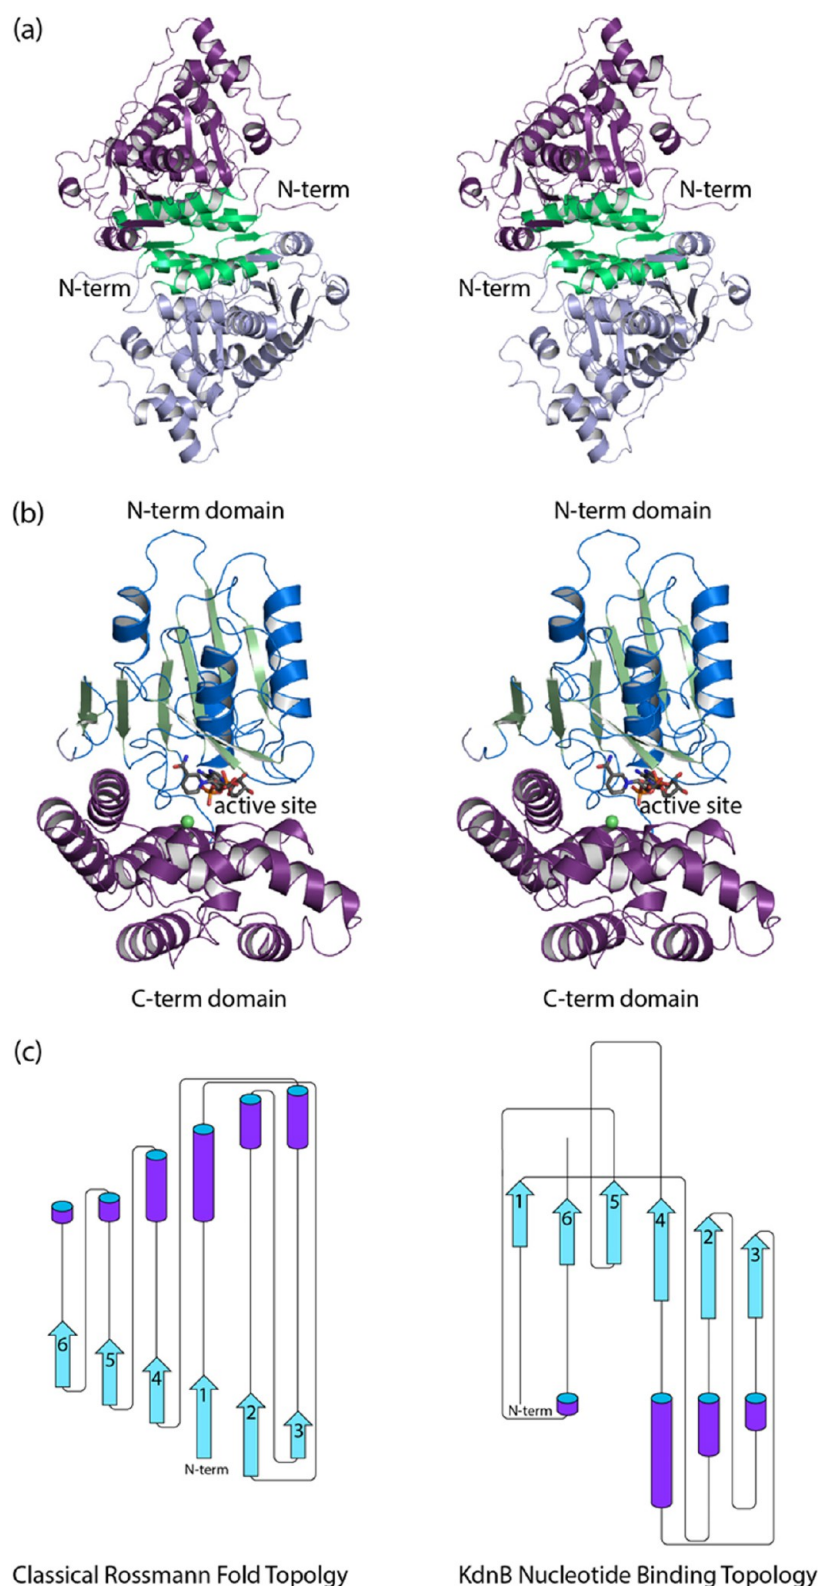 (a)
N-term N-term
N-term N-term
(b)
N-term domain N-term domain
active site active site
C-term domain C-term domain
(c)
6 5 4 1 2 3
N-term
1 6 5 4 2 3
N-term
Classical Rossmann Fold Topolgy KdnB Nucleotide Binding Topology